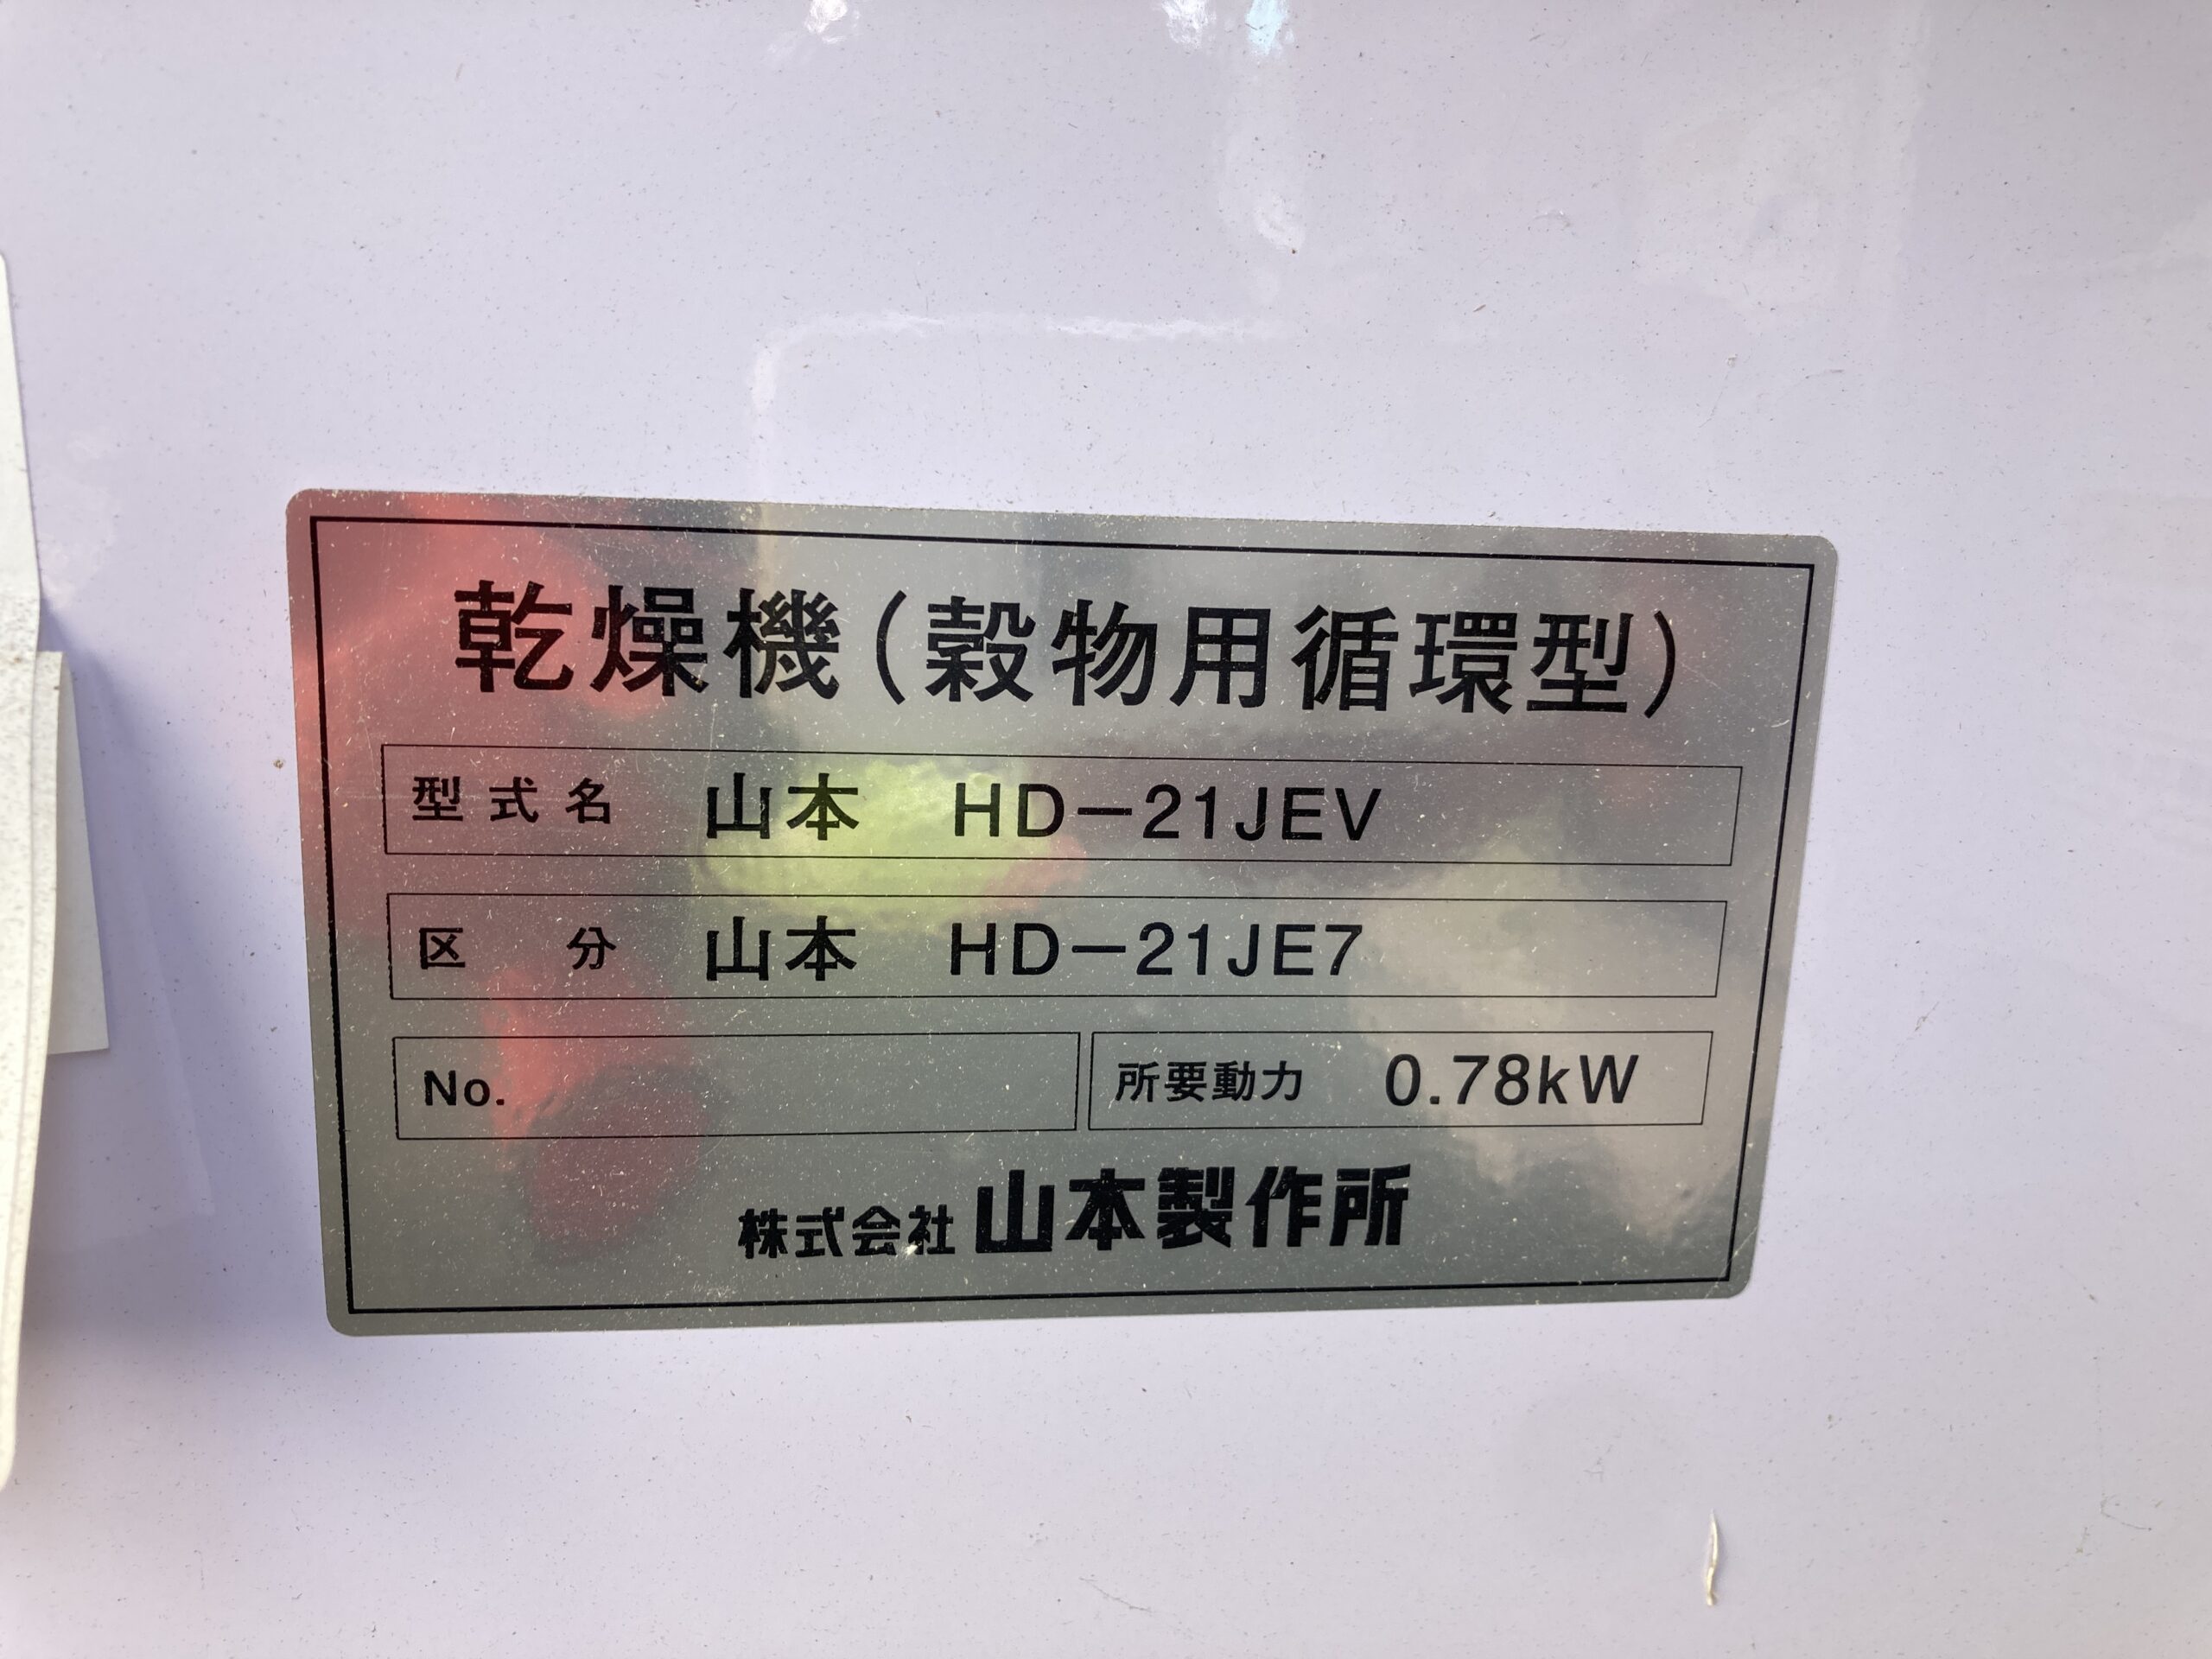 乾燥機(穀物用循環型)
型式名 山本 HD-21JEV
区分 山本 HD-21JE7
No.
所要動力 0.78kW
株式会社 山本製作所